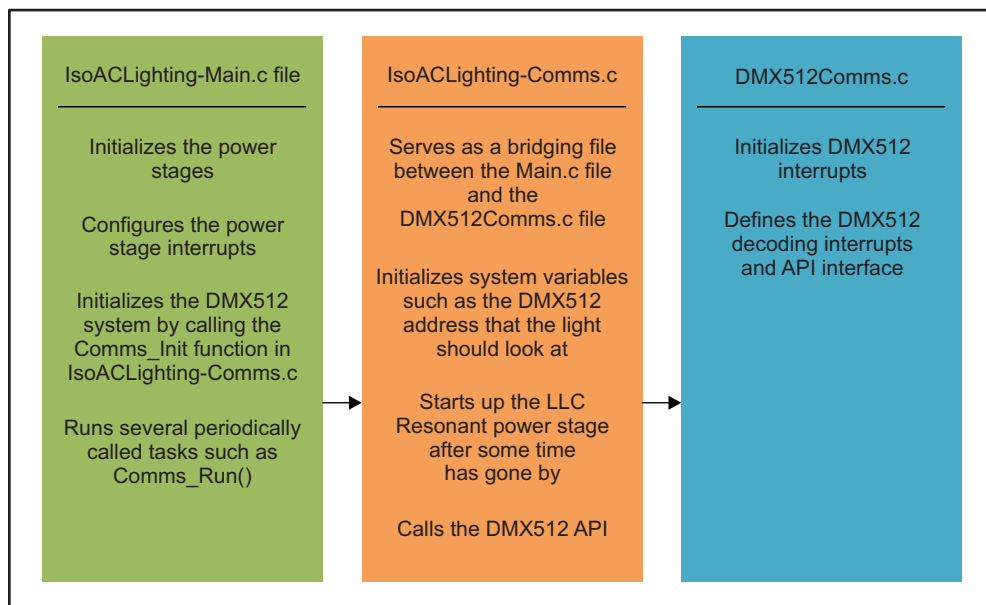 IsoACLighting-Main.c file
Initializes the power
stages
Configures the power
stage interrupts
Initializes the DMX512
system by calling the
Comms_Init function in
IsoACLighting-Comms.c
Runs several periodically
called tasks such as
Comms_Run()
IsoACLighting-Comms.c
Serves as a bridging file
between the Main.c file
and the
DMX512Comms.c file
Initializes system variables
such as the DMX512
address that the light
should look at
Starts up the LLC
Resonant power stage
after some time
has gone by
Calls the DMX512 API
DMX512Comms.c
Initializes DMX512
interrupts
Defines the DMX512
decoding interrupts
and API interface